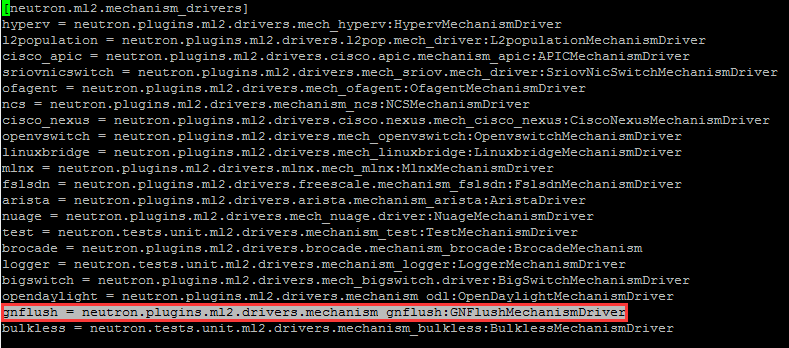 [neutron.ml2.mechanism_drivers]
hyperv = neutron.plugins.ml2.drivers.mech_hyperv:HypervMechanismDriver
l2population = neutron.plugins.ml2.drivers.l2pop.mech_driver:L2populationMechanismDriver
cisco_apic = neutron.plugins.ml2.drivers.cisco.apic.mechanism_apic:APICMechanismDriver
sriovnicswitch = neutron.plugins.ml2.drivers.mech_sriov.mech_driver:SriovNicSwitchMechanismDriver
ofagent = neutron.plugins.ml2.drivers.mech_ofagent:OfagentMechanismDriver
ncs = neutron.plugins.ml2.drivers.mechanism_ncs:NCSMechanismDriver
cisco_nexus = neutron.plugins.ml2.drivers.cisco.nexus.mech_cisco_nexus:CiscoNexusMechanismDriver
openvswitch = neutron.plugins.ml2.drivers.mech_openvswitch:OpenvswitchMechanismDriver
linuxbridge = neutron.plugins.ml2.drivers.mech_linuxbridge:LinuxbridgeMechanismDriver
mlnx = neutron.plugins.ml2.drivers.mlnx.mech_mlnx:MlnxMechanismDriver
fslsdn = neutron.plugins.ml2.drivers.freescale.mechanism_fslsdn:FslsdnMechanismDriver
arista = neutron.plugins.ml2.drivers.arista.mechanism_arista:AristaDriver
nuage = neutron.plugins.ml2.drivers.mech_nuage.driver:NuageMechanismDriver
test = neutron.tests.unit.ml2.drivers.mechanism_test:TestMechanismDriver
brocade = neutron.plugins.ml2.drivers.brocade.mechanism_brocade:BrocadeMechanism
logger = neutron.tests.unit.ml2.drivers.mechanism_logger:LoggerMechanismDriver
bigswitch = neutron.plugins.ml2.drivers.mech_bigswitch.driver:BigSwitchMechanismDriver
opendaylight = neutron.plugins.ml2.drivers.mechanism_odl:OpenDaylightMechanismDriver
gnflush = neutron.plugins.ml2.drivers.mechanism_gnflush:GNFlushMechanismDriver
bulkless = neutron.tests.unit.ml2.drivers.mechanism_bulkless:BulklessMechanismDriver